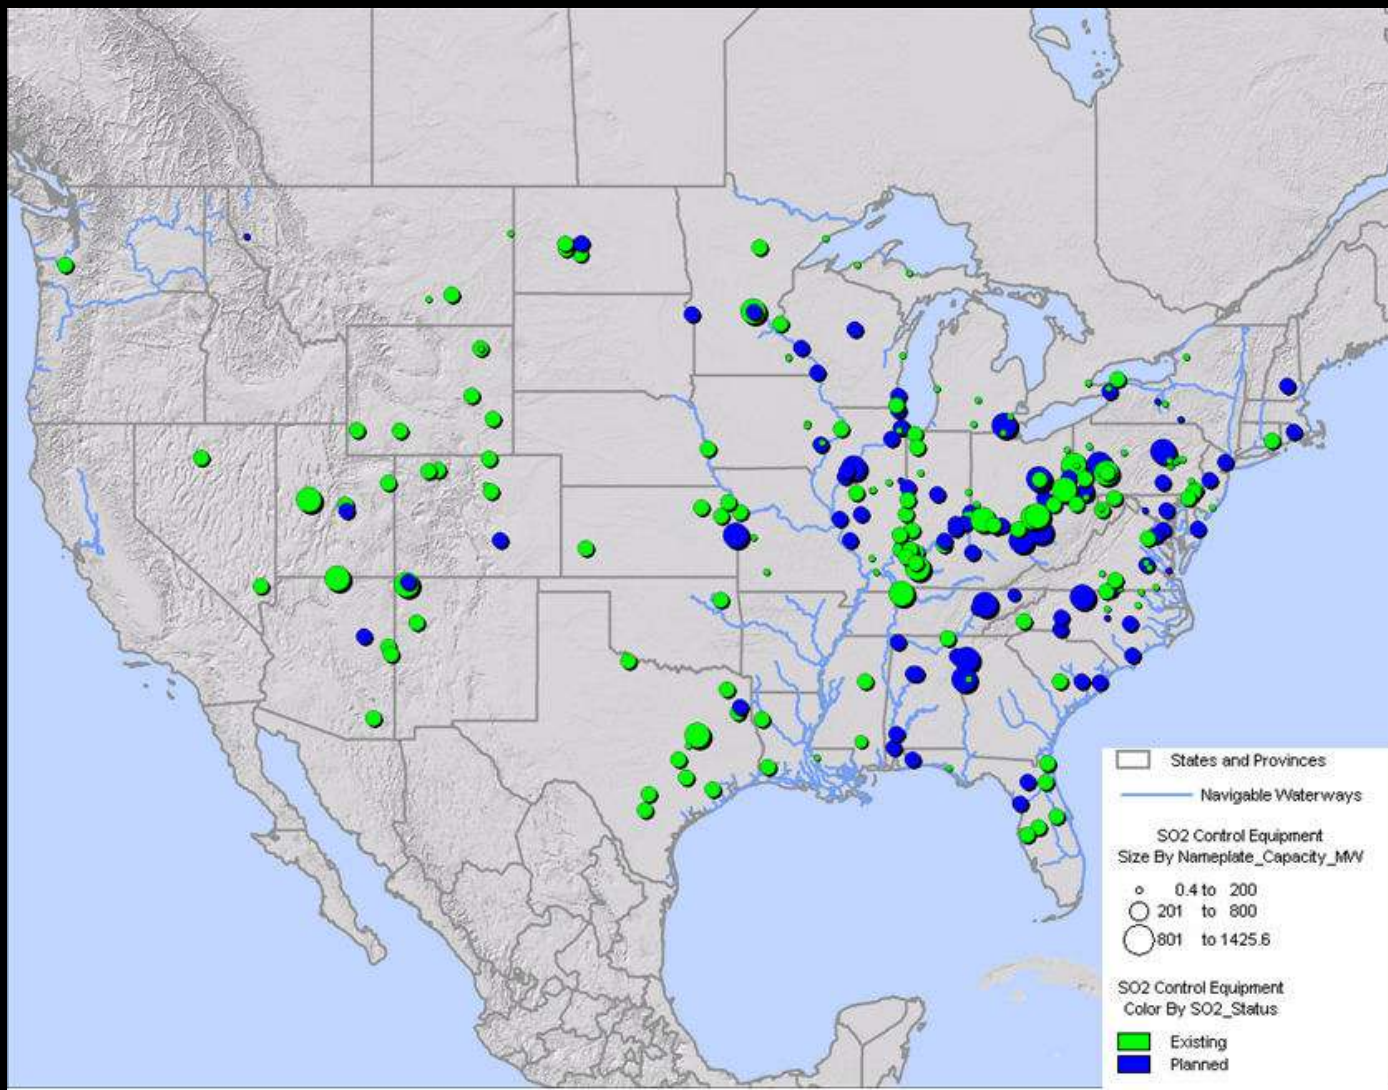 States and Provinces
Navigable Waterways
SO2 Control Equipment
Size By Nameplate_Capacity_MW
0.4 to 200
201 to 800
801 to 1425.6
SO2 Control Equipment
Color By SO2_Status
Existing
Planned